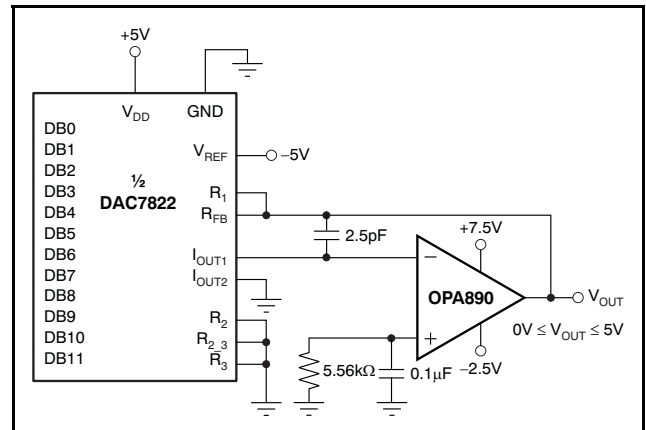 +5V
V_DD
GND
DB0
DB1
DB2
DB3
DB4
DB5
DB6
DB7
DB8
DB9
DB10
DB11
½
DAC7822
V_REF
−5V
R_1
R_FB
I_OUT1
I_OUT2
R_2
R_2_3
R_3
2.5pF
+7.5V
−
OPA890
+
−2.5V
V_OUT
0V ≤ V_OUT ≤ 5V
5.56kΩ
0.1μF